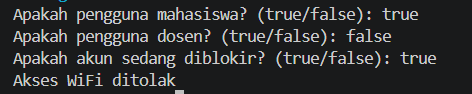 Apakah pengguna mahasiswa? (true/false): true
Apakah pengguna dosen? (true/false): false
Apakah akun sedang diblokir? (true/false): true
Akses WiFi ditolak